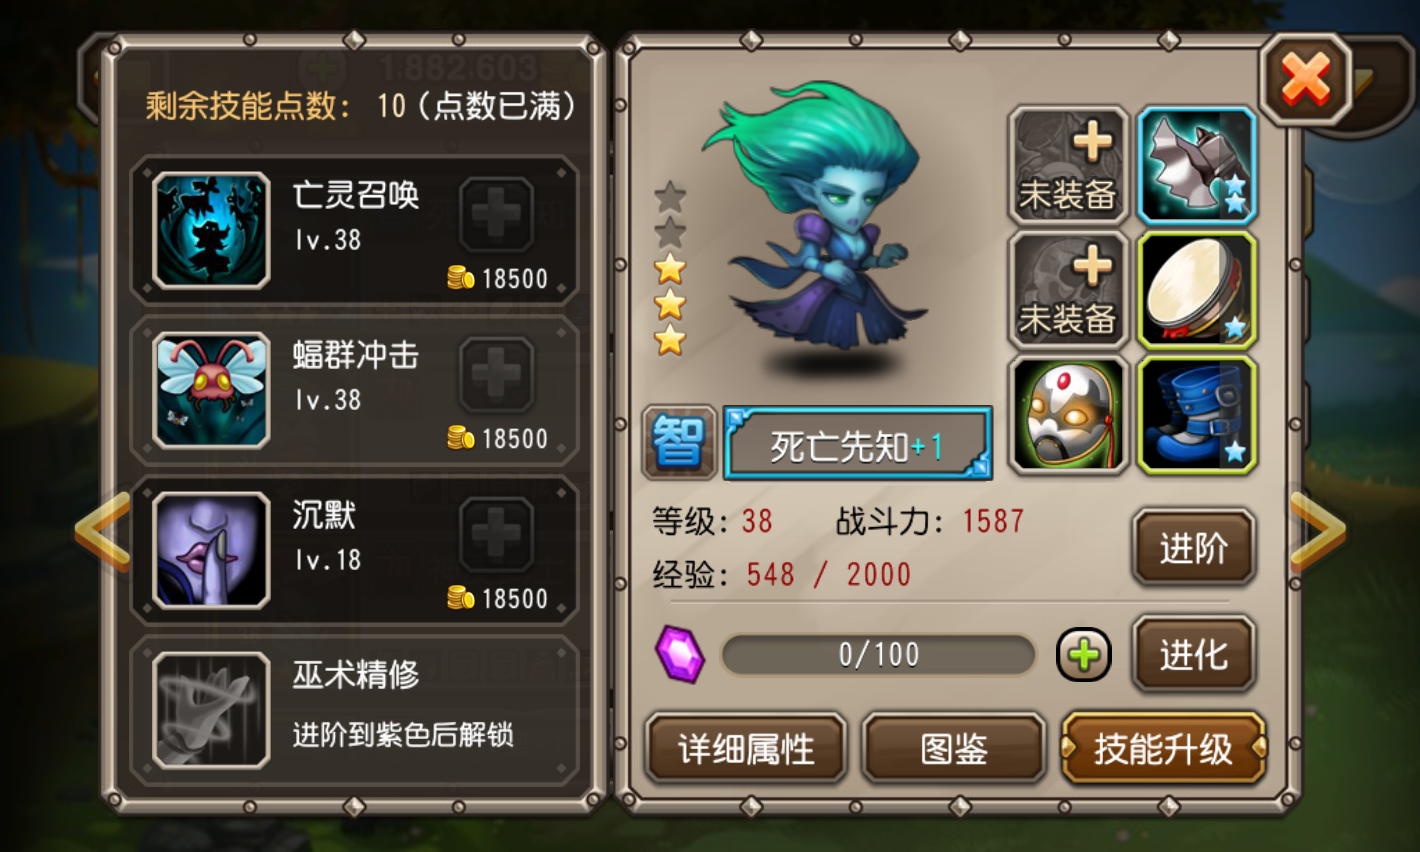 1,882,603
剩余技能点数： 10（点数已满）
亡灵召唤
lv.38
18500
蝠群冲击
lv.38
18500
沉默
lv.18
18500
巫术精修
进阶到紫色后解锁
未装备
未装备
智
死亡先知+1
等级：38 战斗力：1587
经验：548 / 2000
进阶
0/100
进化
详细属性
图鉴
技能升级